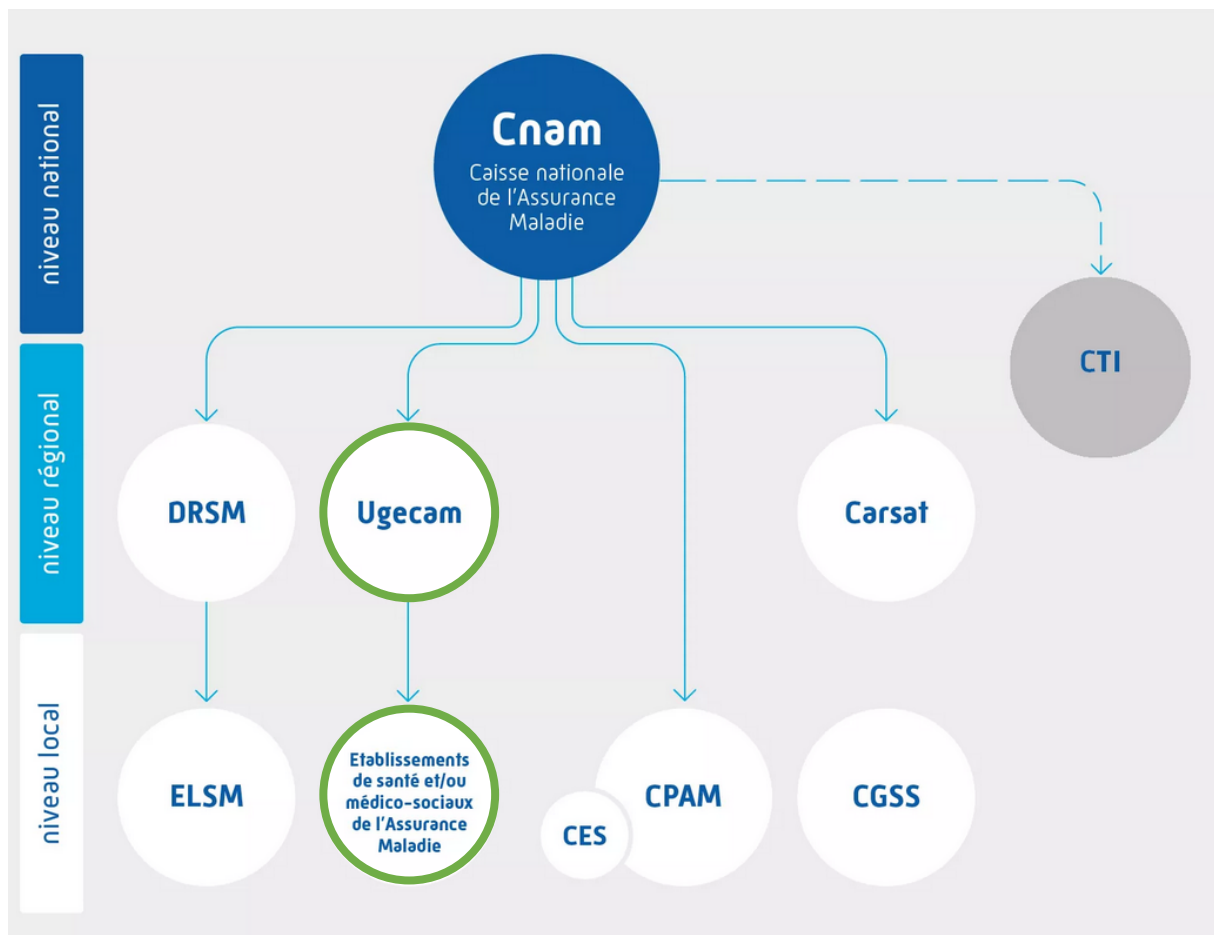 niveau national
Cnam
Caisse nationale
de l'Assurance
Maladie
CTI
niveau régional
DRSM
Ugecam
Carsat
niveau local
ELSM
Etablissements
de santé et/ou
médico-sociaux
de l'Assurance
Maladie
CES
CPAM
CGSS